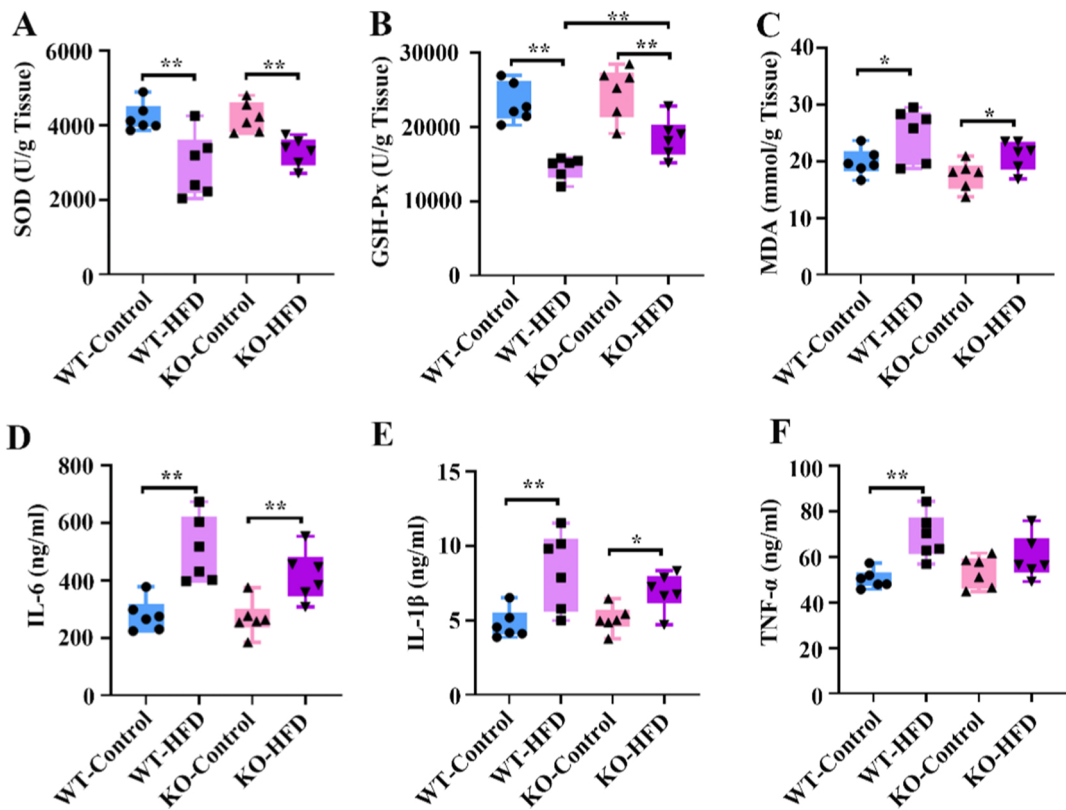 A
SOD (U/g Tissue)
6000
4000
2000
0
**
**
WT-Control
WT-HFD
KO-Control
KO-HFD
B
GSH-Px (U/g Tissue)
30000
20000
10000
0
**
**
**
WT-Control
WT-HFD
KO-Control
KO-HFD
C
MDA (mmol/g Tissue)
40
30
20
10
0
*
*
WT-Control
WT-HFD
KO-Control
KO-HFD
D
IL-6 (ng/ml)
800
600
400
200
0
**
**
WT-Control
WT-HFD
KO-Control
KO-HFD
E
IL-1β (ng/ml)
15
10
5
0
**
*
WT-Control
WT-HFD
KO-Control
KO-HFD
F
TNF-α (ng/ml)
100
80
60
40
20
0
**
WT-Control
WT-HFD
KO-Control
KO-HFD